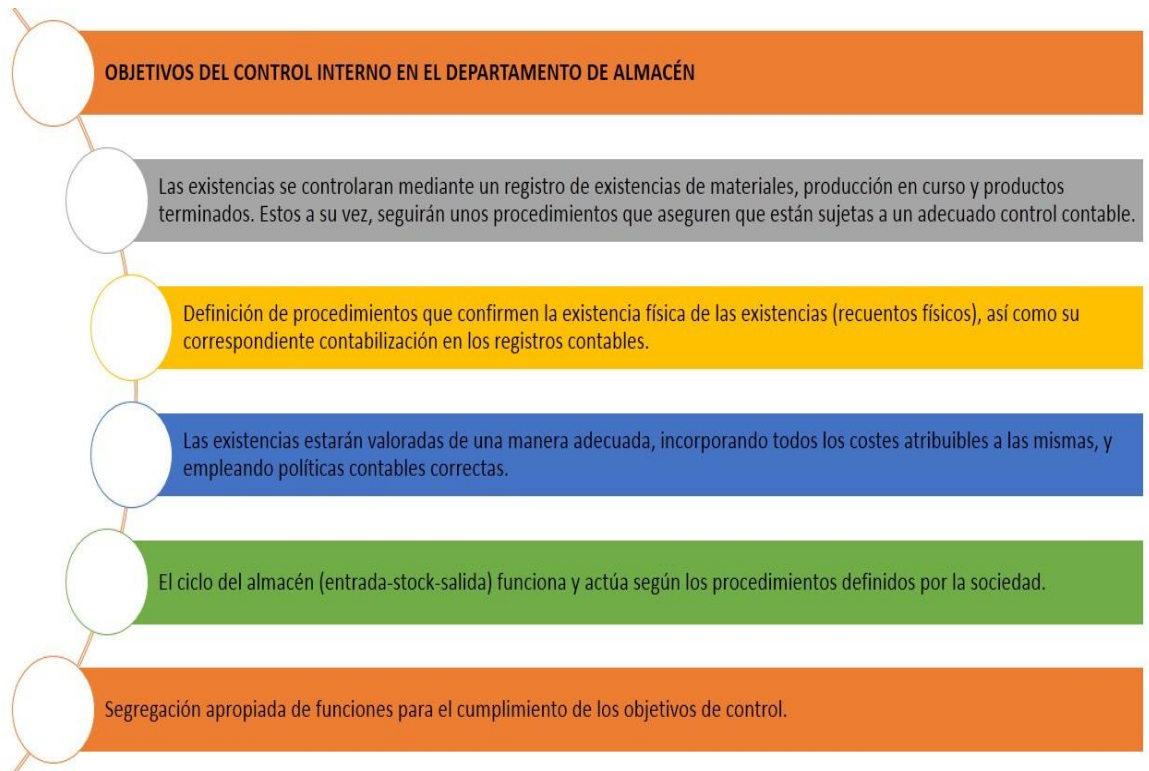 OBJETIVOS DEL CONTROL INTERNO EN EL DEPARTAMENTO DE ALMACÉN
Las existencias se controlaran mediante un registro de existencias de materiales, producción en curso y productos
terminados. Estos a su vez, seguirán unos procedimientos que aseguren que están sujetas a un adecuado control contable.
Definición de procedimientos que confirmen la existencia física de las existencias (recuentos físicos), así como su
correspondiente contabilización en los registros contables.
Las existencias estarán valoradas de una manera adecuada, incorporando todos los costes atribuibles a las mismas, y
empleando políticas contables correctas.
El ciclo del almacén (entrada-stock-salida) funciona y actúa según los procedimientos definidos por la sociedad.
Segregación apropiada de funciones para el cumplimiento de los objetivos de control.